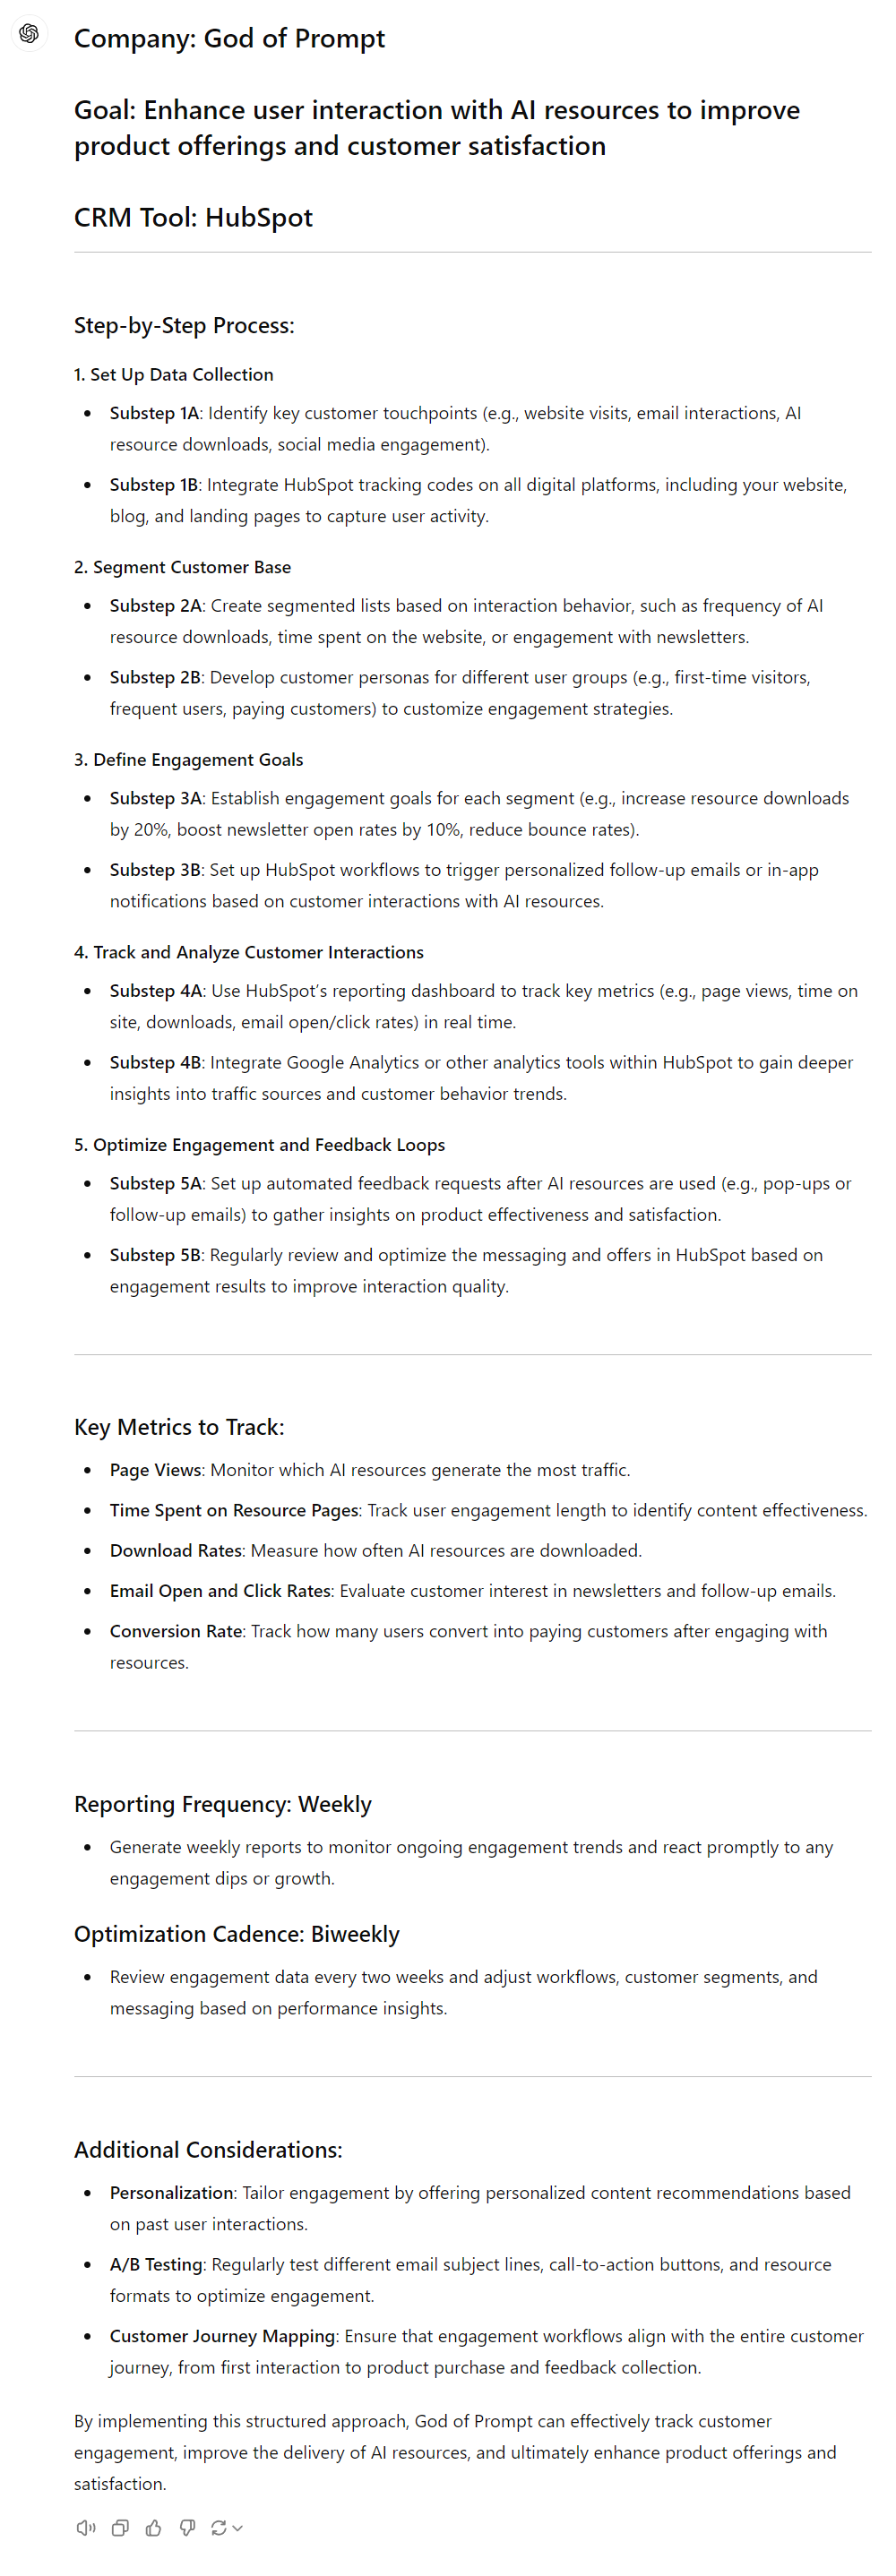 Company: God of Prompt
Goal: Enhance user interaction with AI resources to improve
product offerings and customer satisfaction
CRM Tool: HubSpot
Step-by-Step Process:
1. Set Up Data Collection
• Substep 1A: Identify key customer touchpoints (e.g., website visits, email interactions, AI
resource downloads, social media engagement).
• Substep 1B: Integrate HubSpot tracking codes on all digital platforms, including your website,
blog, and landing pages to capture user activity.
2. Segment Customer Base
• Substep 2A: Create segmented lists based on interaction behavior, such as frequency of AI
resource downloads, time spent on the website, or engagement with newsletters.
• Substep 2B: Develop customer personas for different user groups (e.g., first-time visitors,
frequent users, paying customers) to customize engagement strategies.
3. Define Engagement Goals
• Substep 3A: Establish engagement goals for each segment (e.g., increase resource downloads
by 20%, boost newsletter open rates by 10%, reduce bounce rates).
• Substep 3B: Set up HubSpot workflows to trigger personalized follow-up emails or in-app
notifications based on customer interactions with AI resources.
4. Track and Analyze Customer Interactions
• Substep 4A: Use HubSpot’s reporting dashboard to track key metrics (e.g., page views, time on
site, downloads, email open/click rates) in real time.
• Substep 4B: Integrate Google Analytics or other analytics tools within HubSpot to gain deeper
insights into traffic sources and customer behavior trends.
5. Optimize Engagement and Feedback Loops
• Substep 5A: Set up automated feedback requests after AI resources are used (e.g., pop-ups or
follow-up emails) to gather insights on product effectiveness and satisfaction.
• Substep 5B: Regularly review and optimize the messaging and offers in HubSpot based on
engagement results to improve interaction quality.
Key Metrics to Track:
• Page Views: Monitor which AI resources generate the most traffic.
• Time Spent on Resource Pages: Track user engagement length to identify content effectiveness.
• Download Rates: Measure how often AI resources are downloaded.
• Email Open and Click Rates: Evaluate customer interest in newsletters and follow-up emails.
• Conversion Rate: Track how many users convert into paying customers after engaging with
resources.
Reporting Frequency: Weekly
• Generate weekly reports to monitor ongoing engagement trends and react promptly to any
engagement dips or growth.
Optimization Cadence: Biweekly
• Review engagement data every two weeks and adjust workflows, customer segments, and
messaging based on performance insights.
Additional Considerations:
• Personalization: Tailor engagement by offering personalized content recommendations based
on past user interactions.
• A/B Testing: Regularly test different email subject lines, call-to-action buttons, and resource
formats to optimize engagement.
• Customer Journey Mapping: Ensure that engagement workflows align with the entire customer
journey, from first interaction to product purchase and feedback collection.
By implementing this structured approach, God of Prompt can effectively track customer
engagement, improve the delivery of AI resources, and ultimately enhance product offerings and
satisfaction.